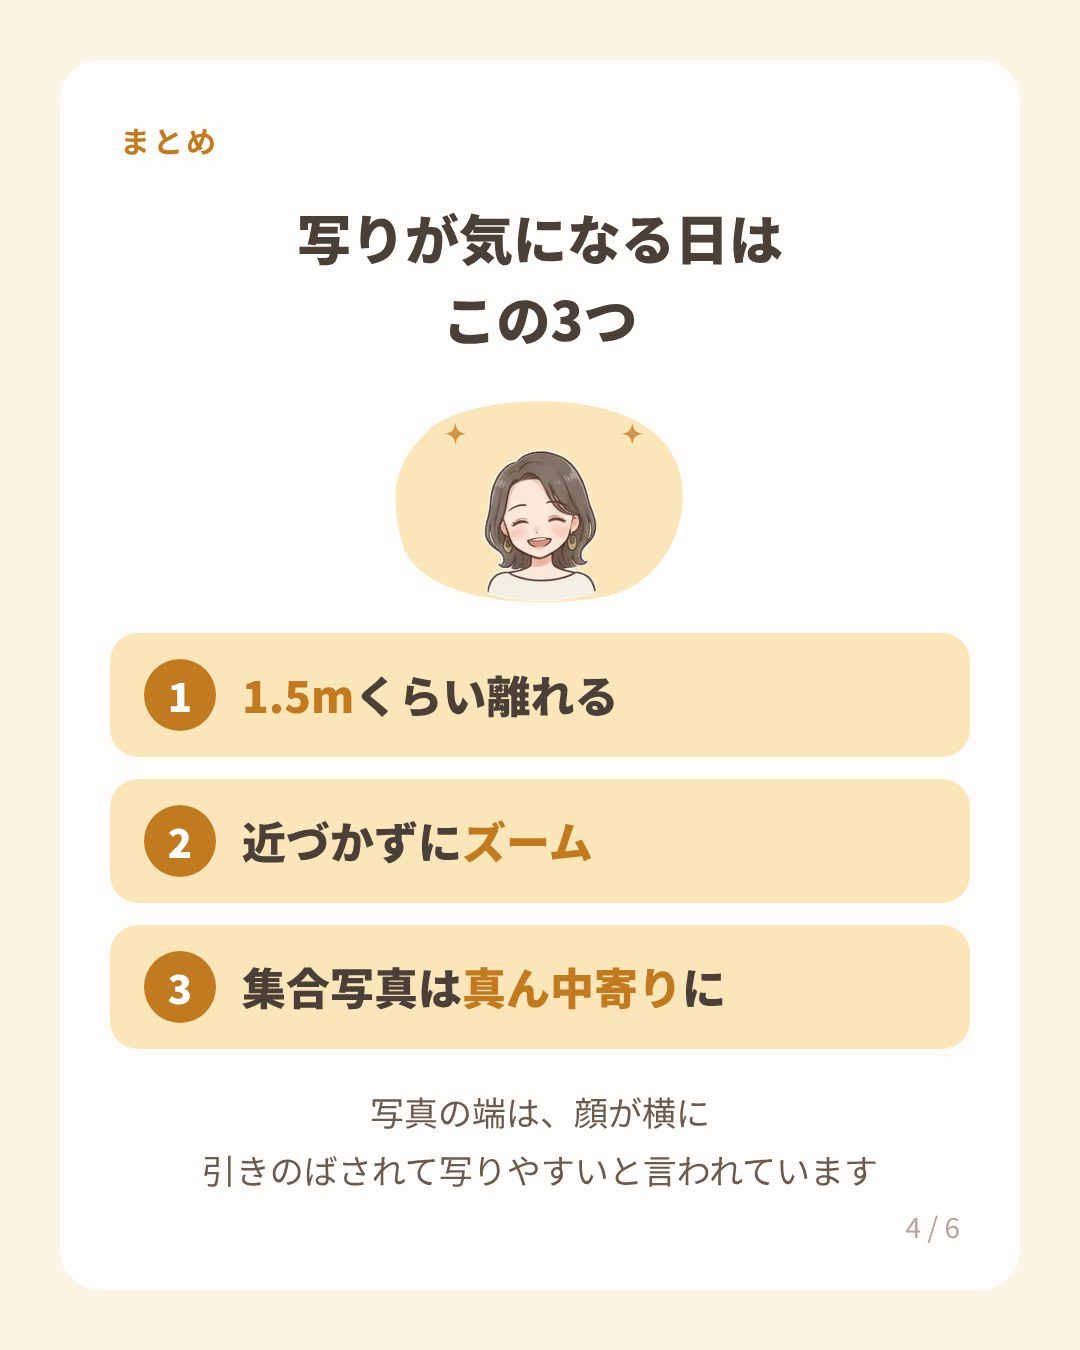 まとめ
写りが気になる日は
この3つ
1 1.5mくらい離れる
2 近づかずにズーム
3 集合写真は真ん中寄りに
写真の端は、顔が横に
引きのばされて写りやすいと言われています
4 / 6